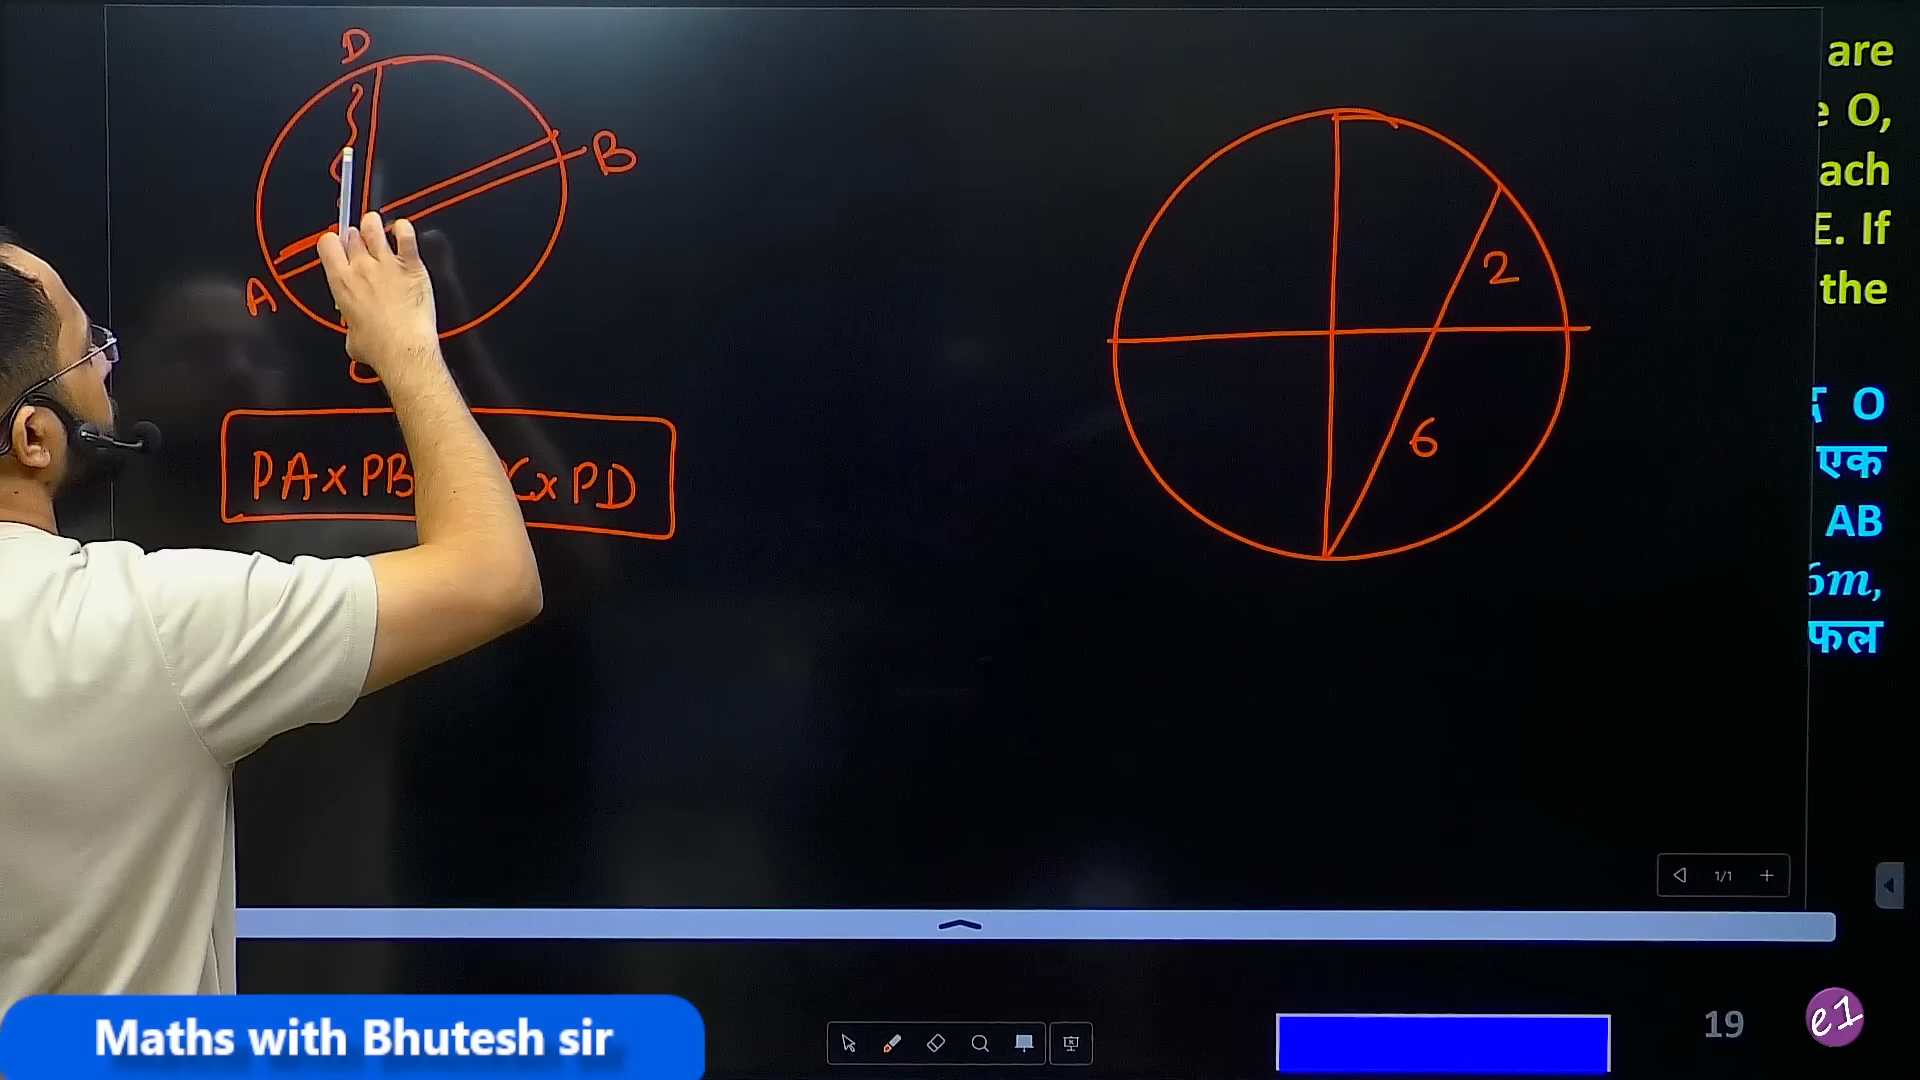 D
B
A
PA x PB
x PD
2
6
are
O,
ach
E. If
the
O
एक
AB
6m,
फल
1/1
19
e1
Maths with Bhutesh sir